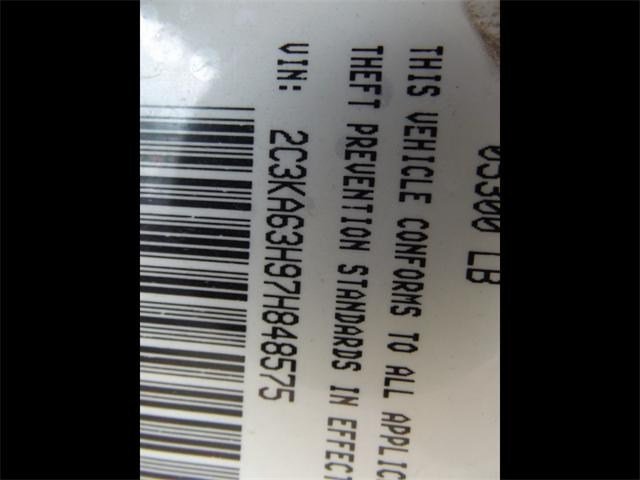 05300 LB
THIS VEHICLE CONFORMS TO ALL APPLIC
THEFT PREVENTION STANDARDS IN EFFECT
VIN: 2C3KA63H97H848575